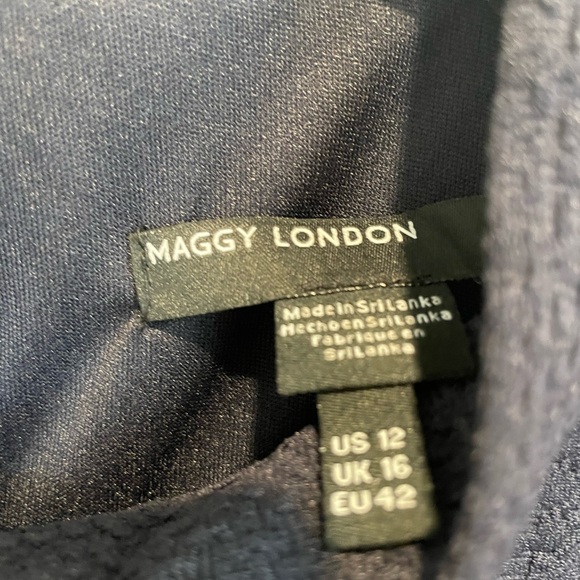 MAGGY LONDON
Made in Sri Lanka
Hecho en Sri Lanka
Fabrique en
Sri Lanka
US 12
UK 16
EU 42